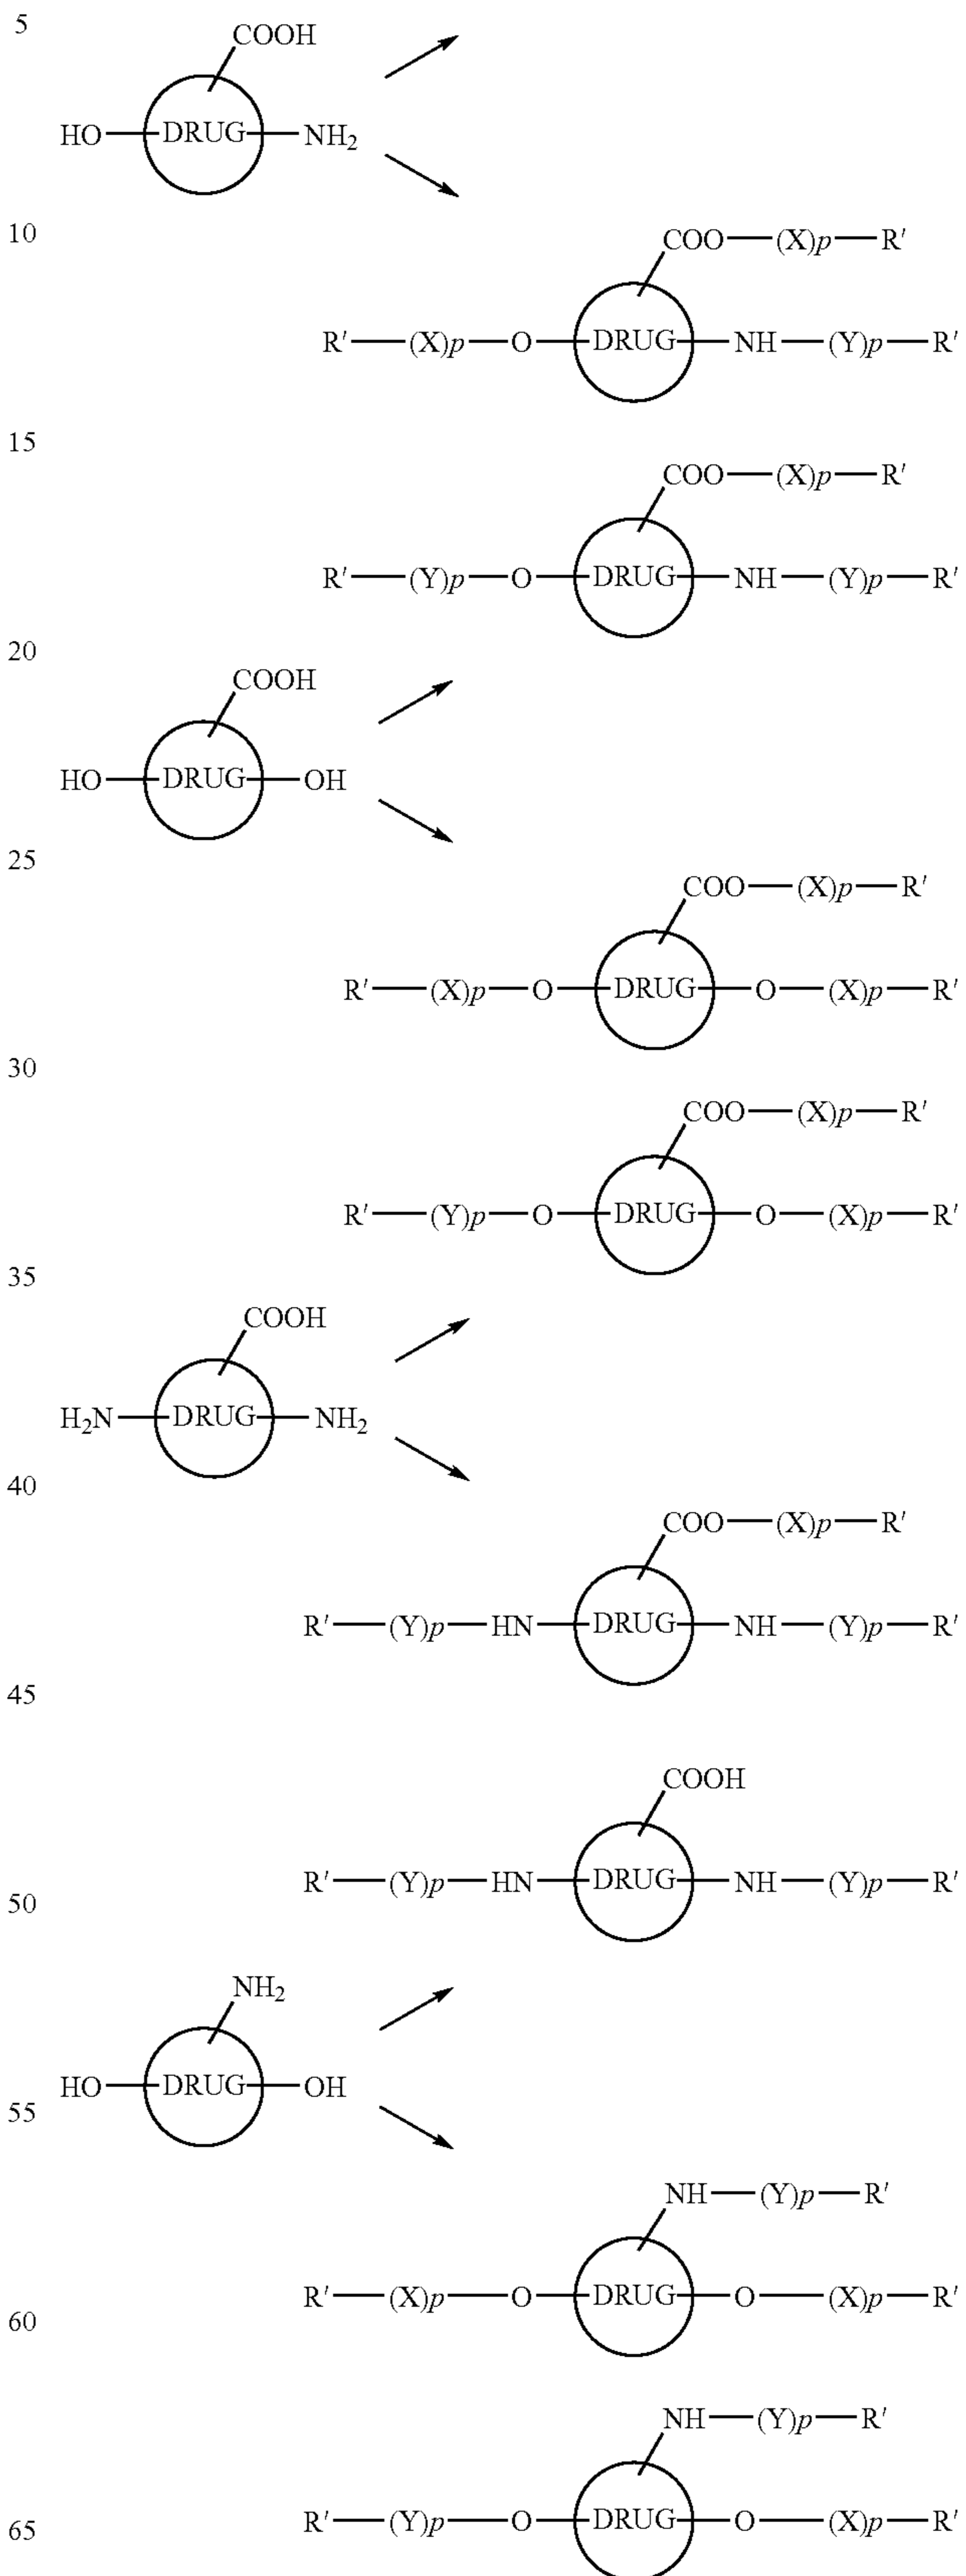 5
COOH
HO—DRUG—NH₂
10
COO—(X)p—R'
R'—(X)p—O—DRUG—NH—(Y)p—R'
15
COO—(X)p—R'
R'—(Y)p—O—DRUG—NH—(Y)p—R'
20
COOH
HO—DRUG—OH
25
COO—(X)p—R'
R'—(X)p—O—DRUG—O—(X)p—R'
30
COO—(X)p—R'
R'—(Y)p—O—DRUG—O—(X)p—R'
35
COOH
H₂N—DRUG—NH₂
40
COO—(X)p—R'
R'—(Y)p—HN—DRUG—NH—(Y)p—R'
45
COOH
R'—(Y)p—HN—DRUG—NH—(Y)p—R'
50
NH₂
HO—DRUG—OH
55
NH—(Y)p—R'
R'—(X)p—O—DRUG—O—(X)p—R'
60
NH—(Y)p—R'
R'—(Y)p—O—DRUG—O—(X)p—R'
65